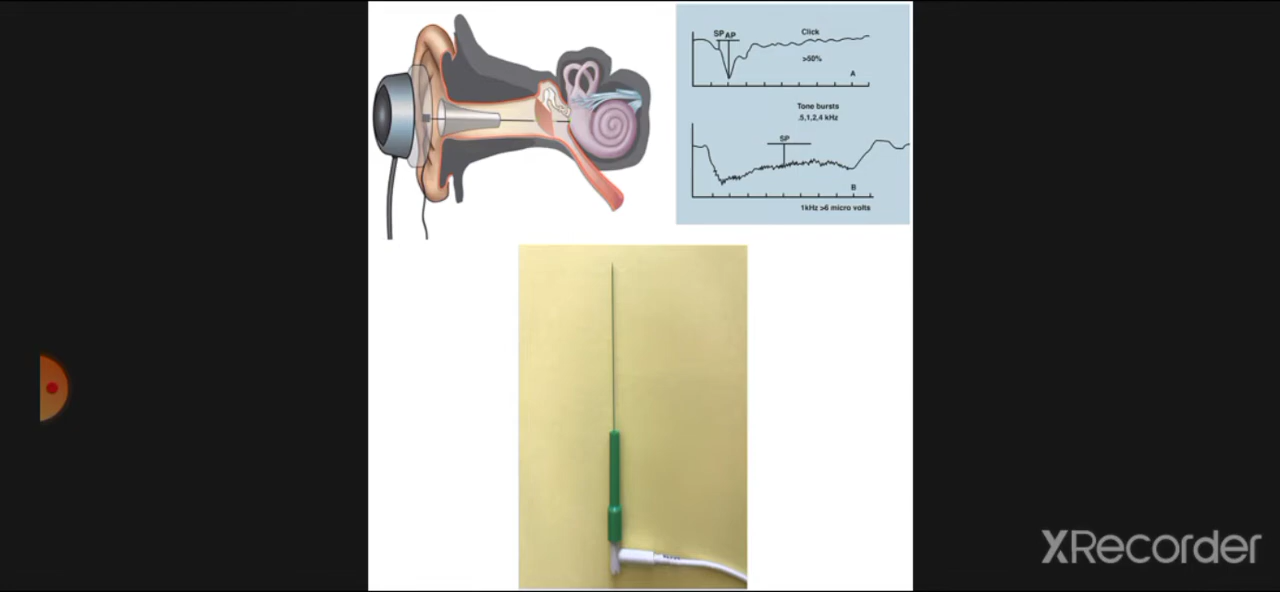 SP AP
Click
>50%
A
Tone bursts
.5,1,2,4 kHz
SP
B
1kHz >6 micro volts
XRecorder